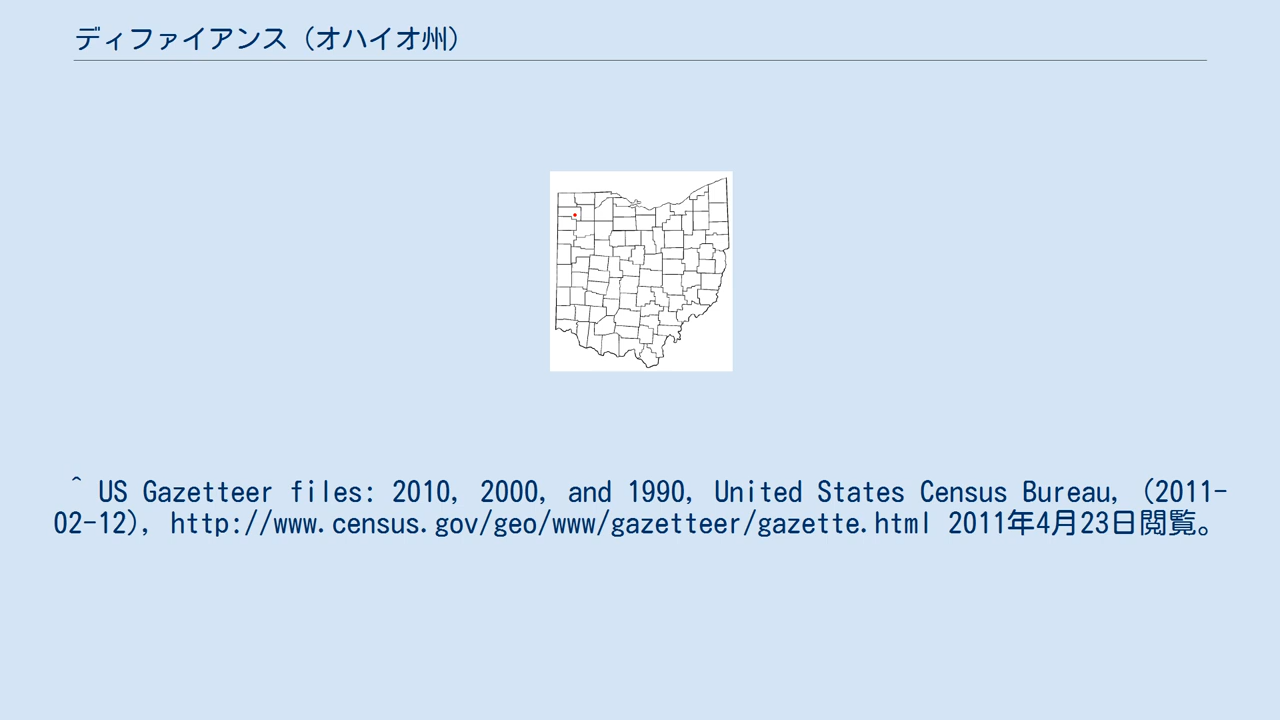 ディファイアンス（オハイオ州）
^ US Gazetteer files: 2010, 2000, and 1990, United States Census Bureau, (2011-
02-12), http://www.census.gov/geo/www/gazetteer/gazette.html 2011年4月23日閲覧。